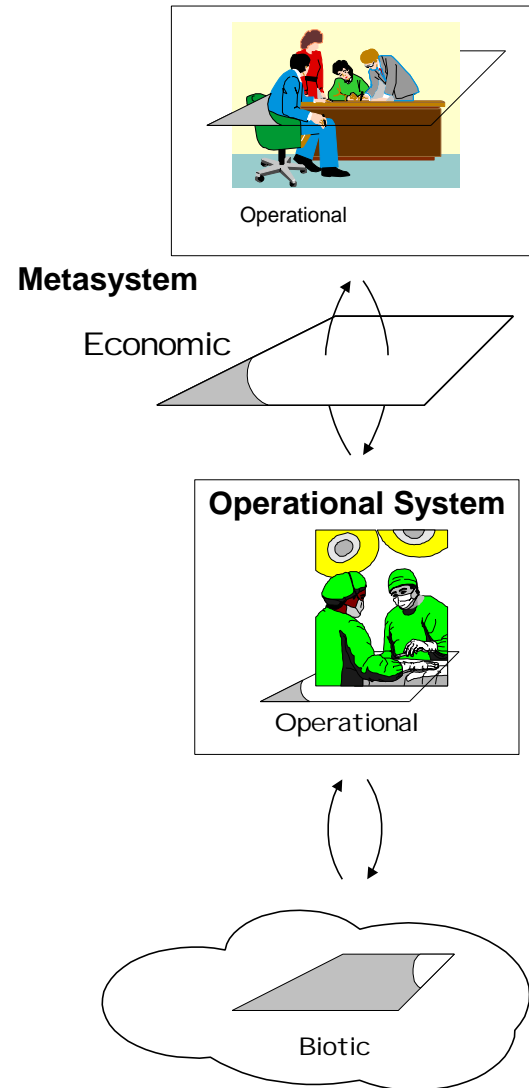 Operational
Metasystem
Economic
Operational System
Operational
Biotic